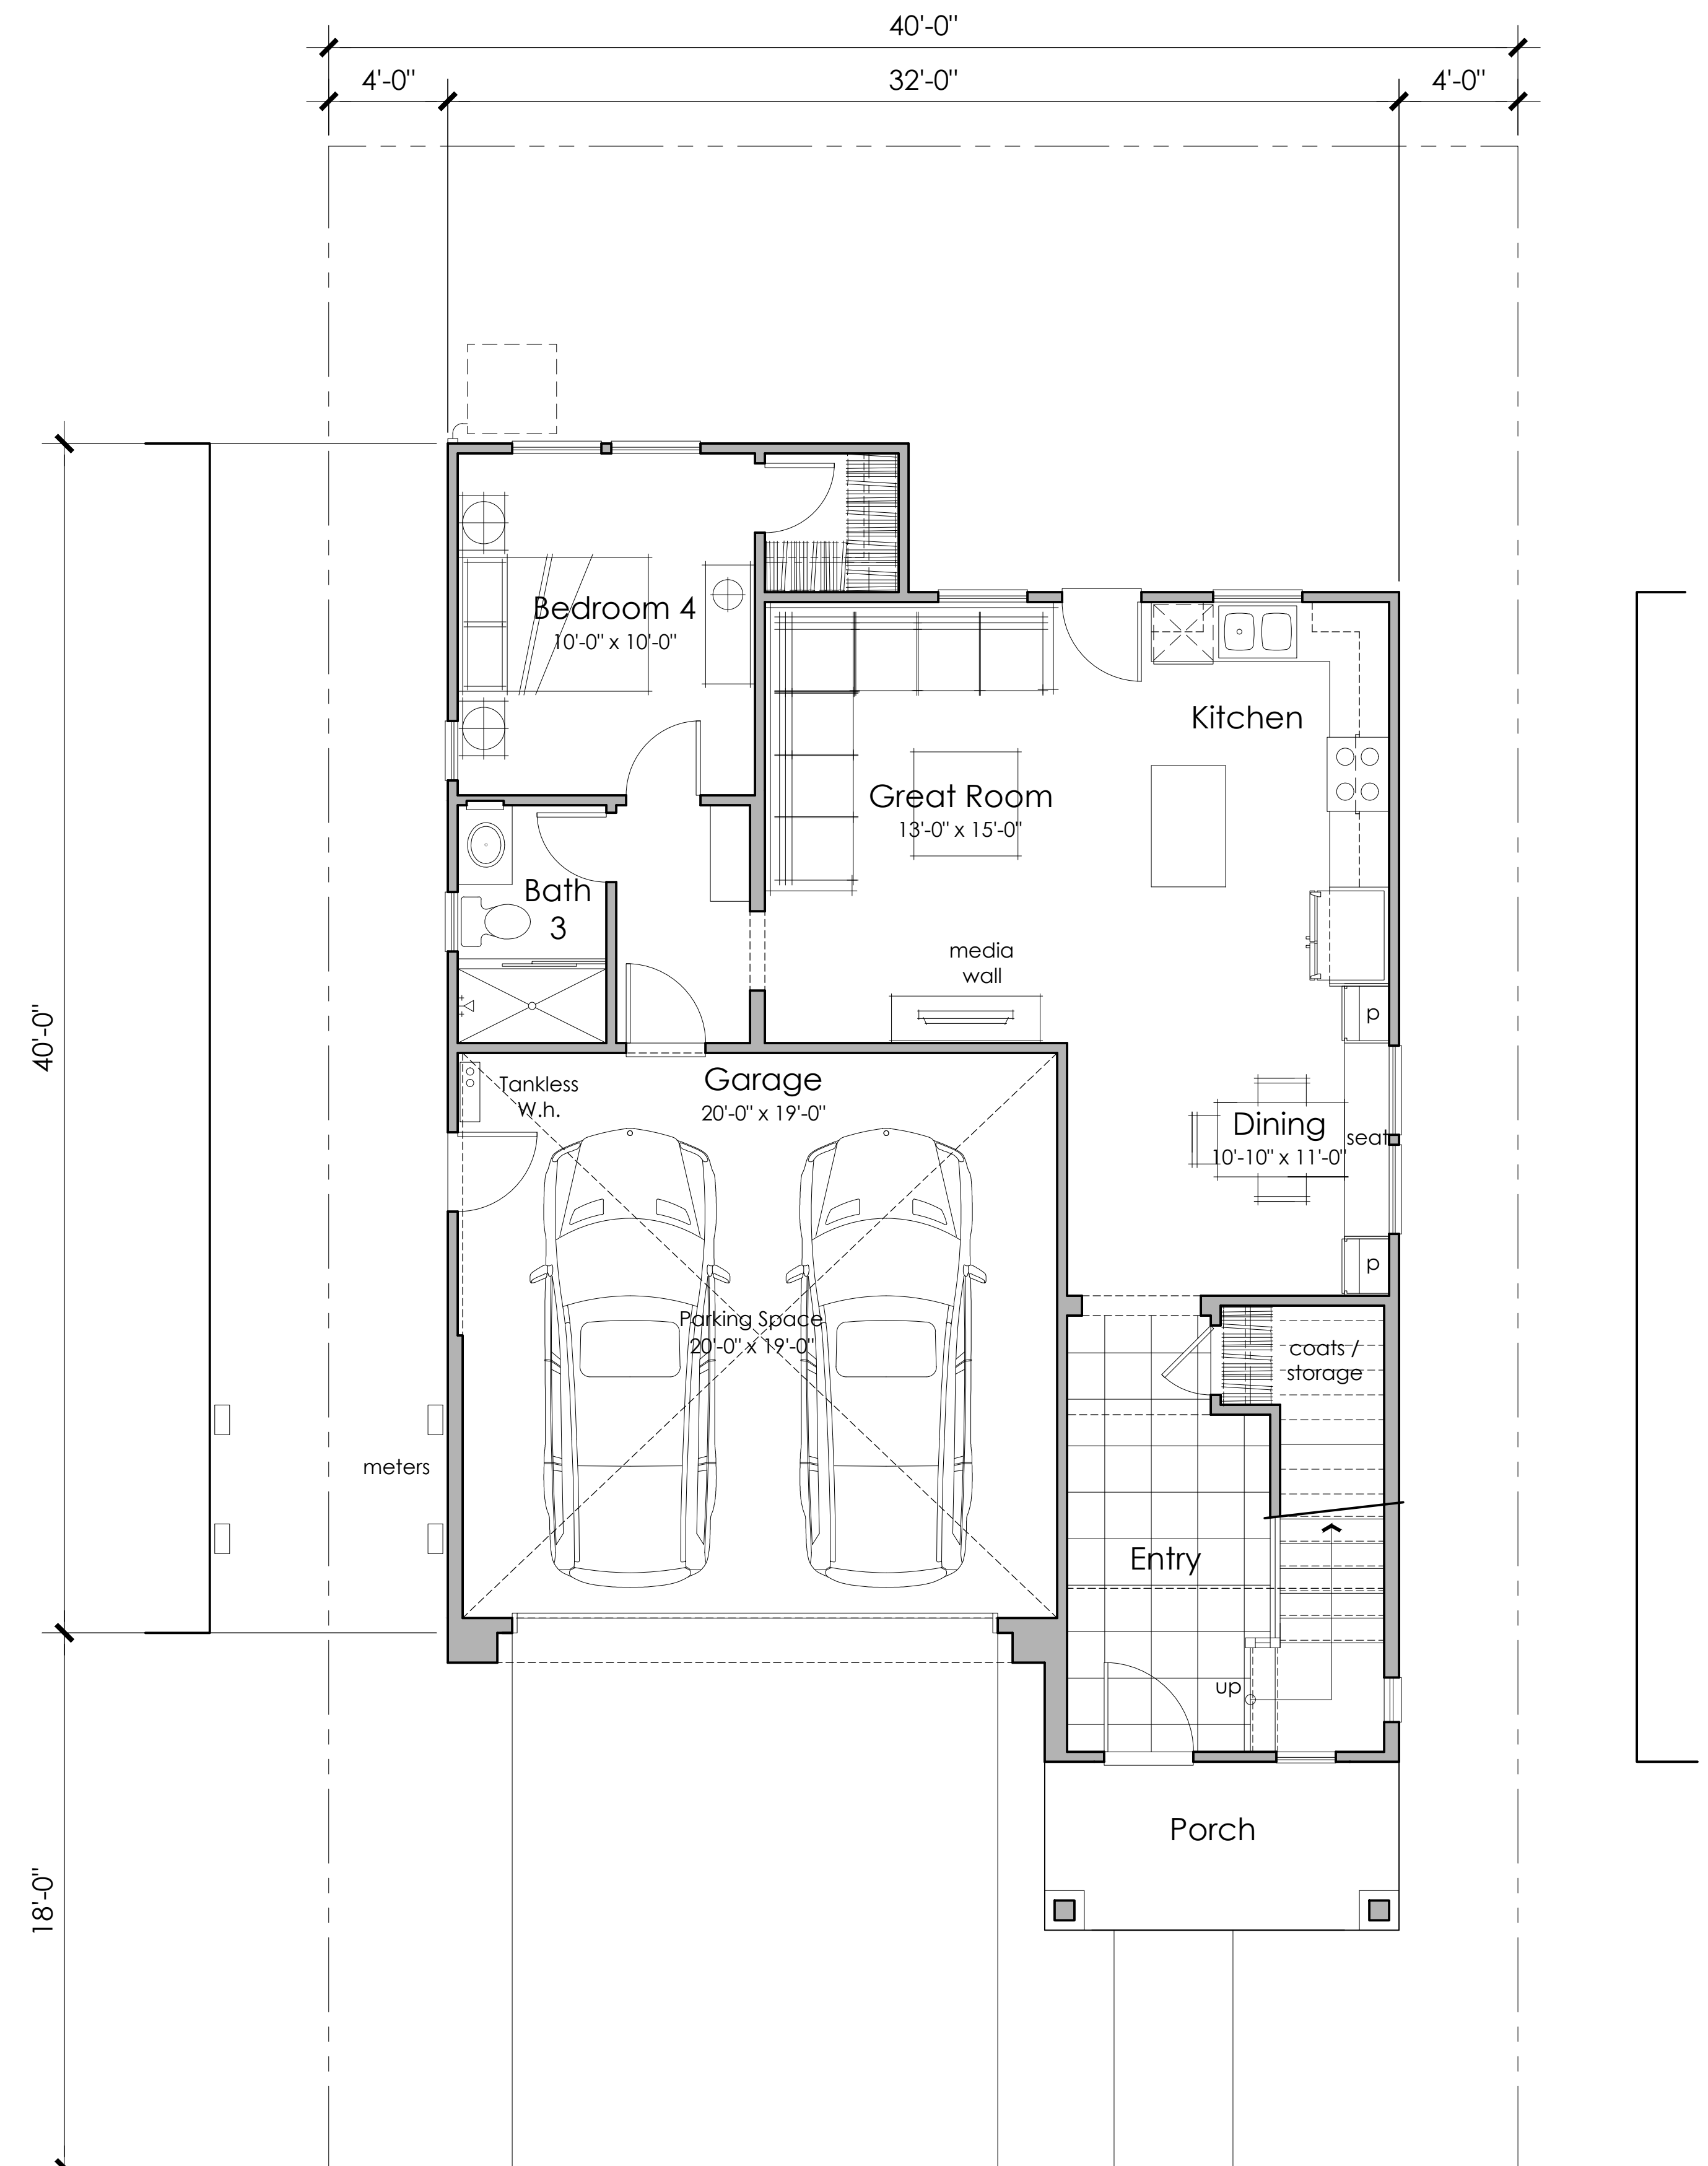 40'-0"
4'-0"
32'-0"
4'-0"
Bedroom 4
10'-0" x 10'-0"
Kitchen
Great Room
13'-0" x 15'-0"
Bath
3
media
wall
p
40'-0"
Tankless
W.h.
Garage
20'-0" x 19'-0"
Dining
10'-10" x 11'-0"
seat
p
Parking Space
20'-0" x 19'-0"
coats /
storage
meters
Entry
up
Porch
18'-0"